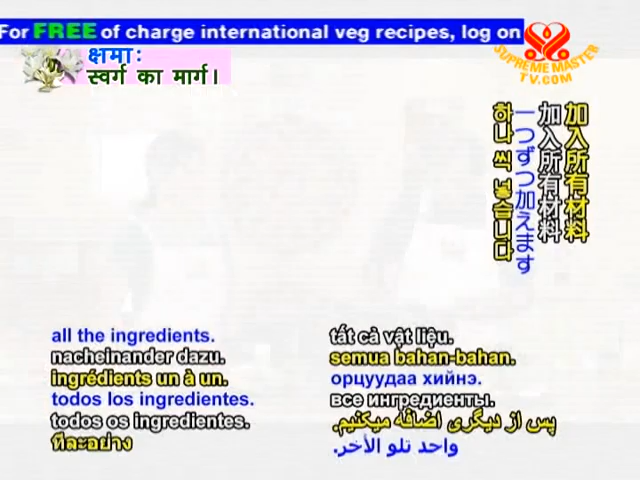 For FREE of charge international veg recipes, log on
SUPREME MASTER
TV.COM
क्षमा:
स्वर्ग का मार्ग।
加入所有材料
加入所有材料
一つずつ加えます
하나 씩 넣습니다
all the ingredients.
nacheinander dazu.
ingrédients un à un.
todos los ingredientes.
todos os ingredientes.
ทีละอย่าง
tất cả vật liệu.
semua bahan-bahan.
орцуудаа хийнэ.
все ингредиенты.
پس از دیگری اضافه میکنیم.
واحد تلو الأخر.